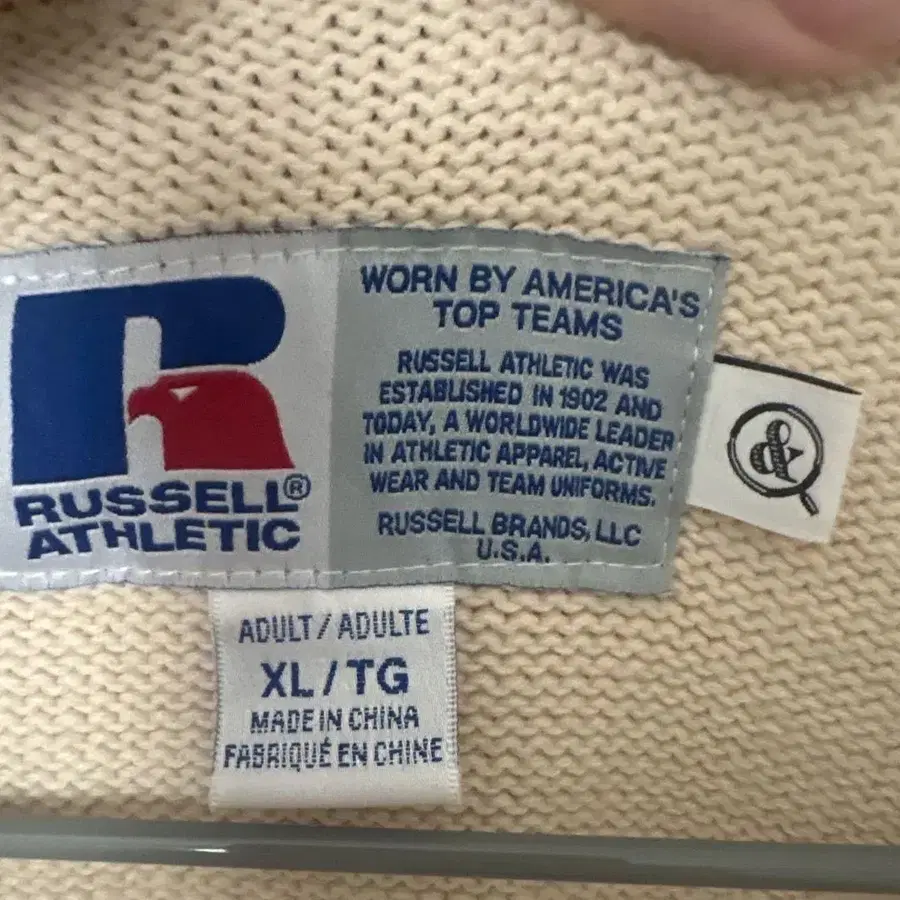 RUSSELL®
ATHLETIC
WORN BY AMERICA'S
TOP TEAMS
RUSSELL ATHLETIC WAS
ESTABLISHED IN 1902 AND
TODAY, A WORLDWIDE LEADER
IN ATHLETIC APPAREL, ACTIVE
WEAR AND TEAM UNIFORMS.
RUSSELL BRANDS, LLC
U.S.A.
&
ADULT / ADULTE
XL / TG
MADE IN CHINA
FABRIQUÉ EN CHINE